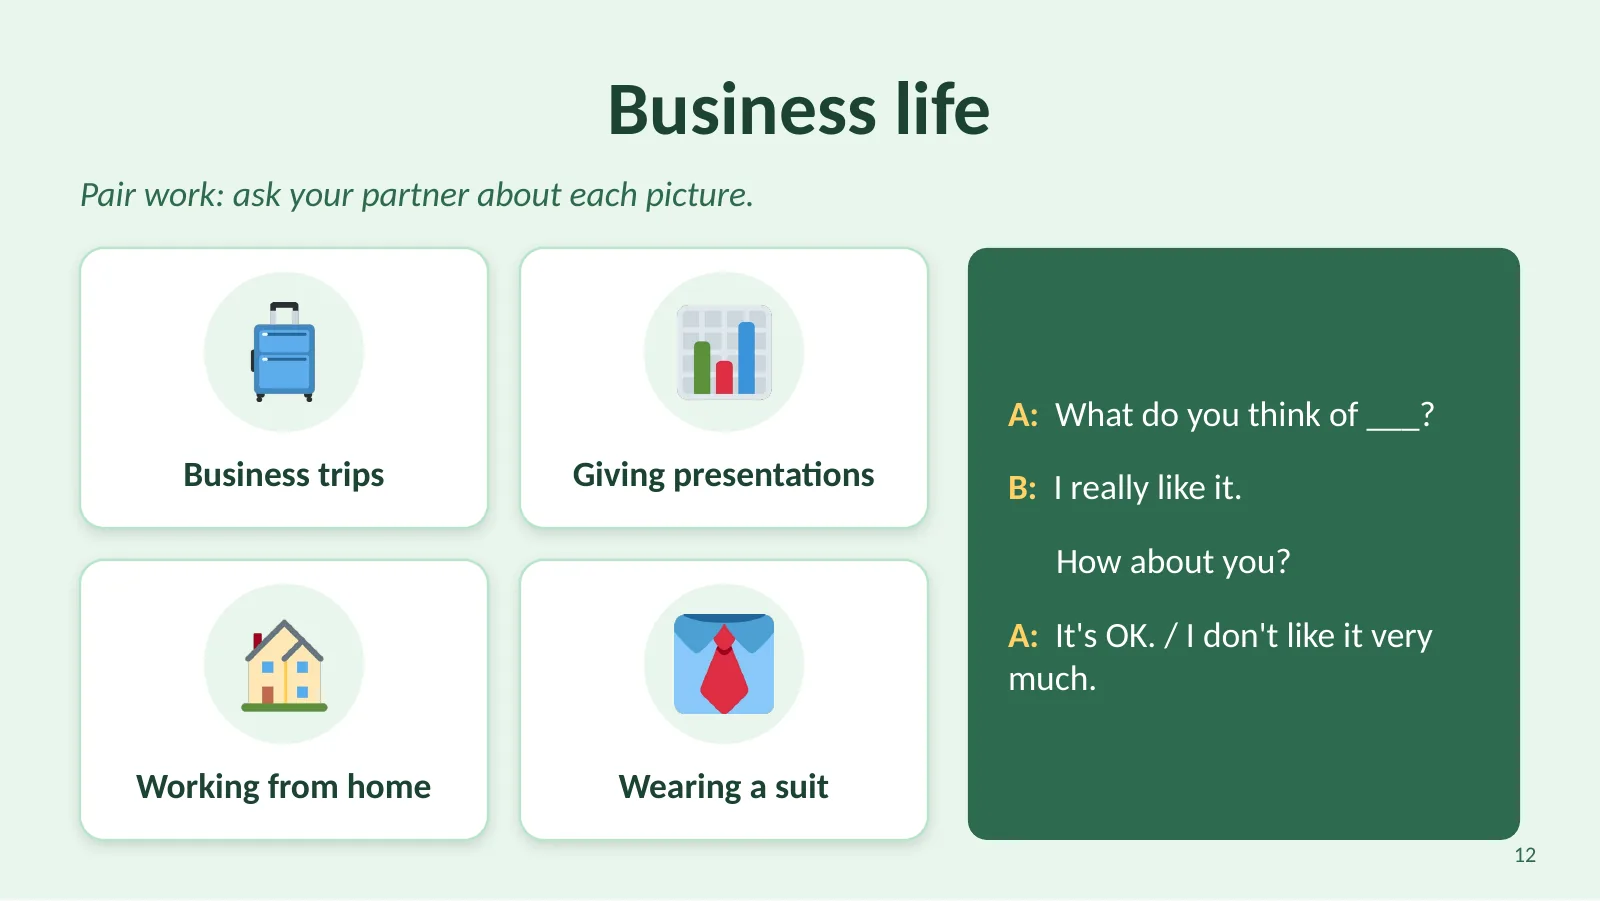 Business life
Pair work: ask your partner about each picture.
Business trips
Giving presentations
Working from home
Wearing a suit
A: What do you think of ___?
B: I really like it.
How about you?
A: It's OK. / I don't like it very
much.
12